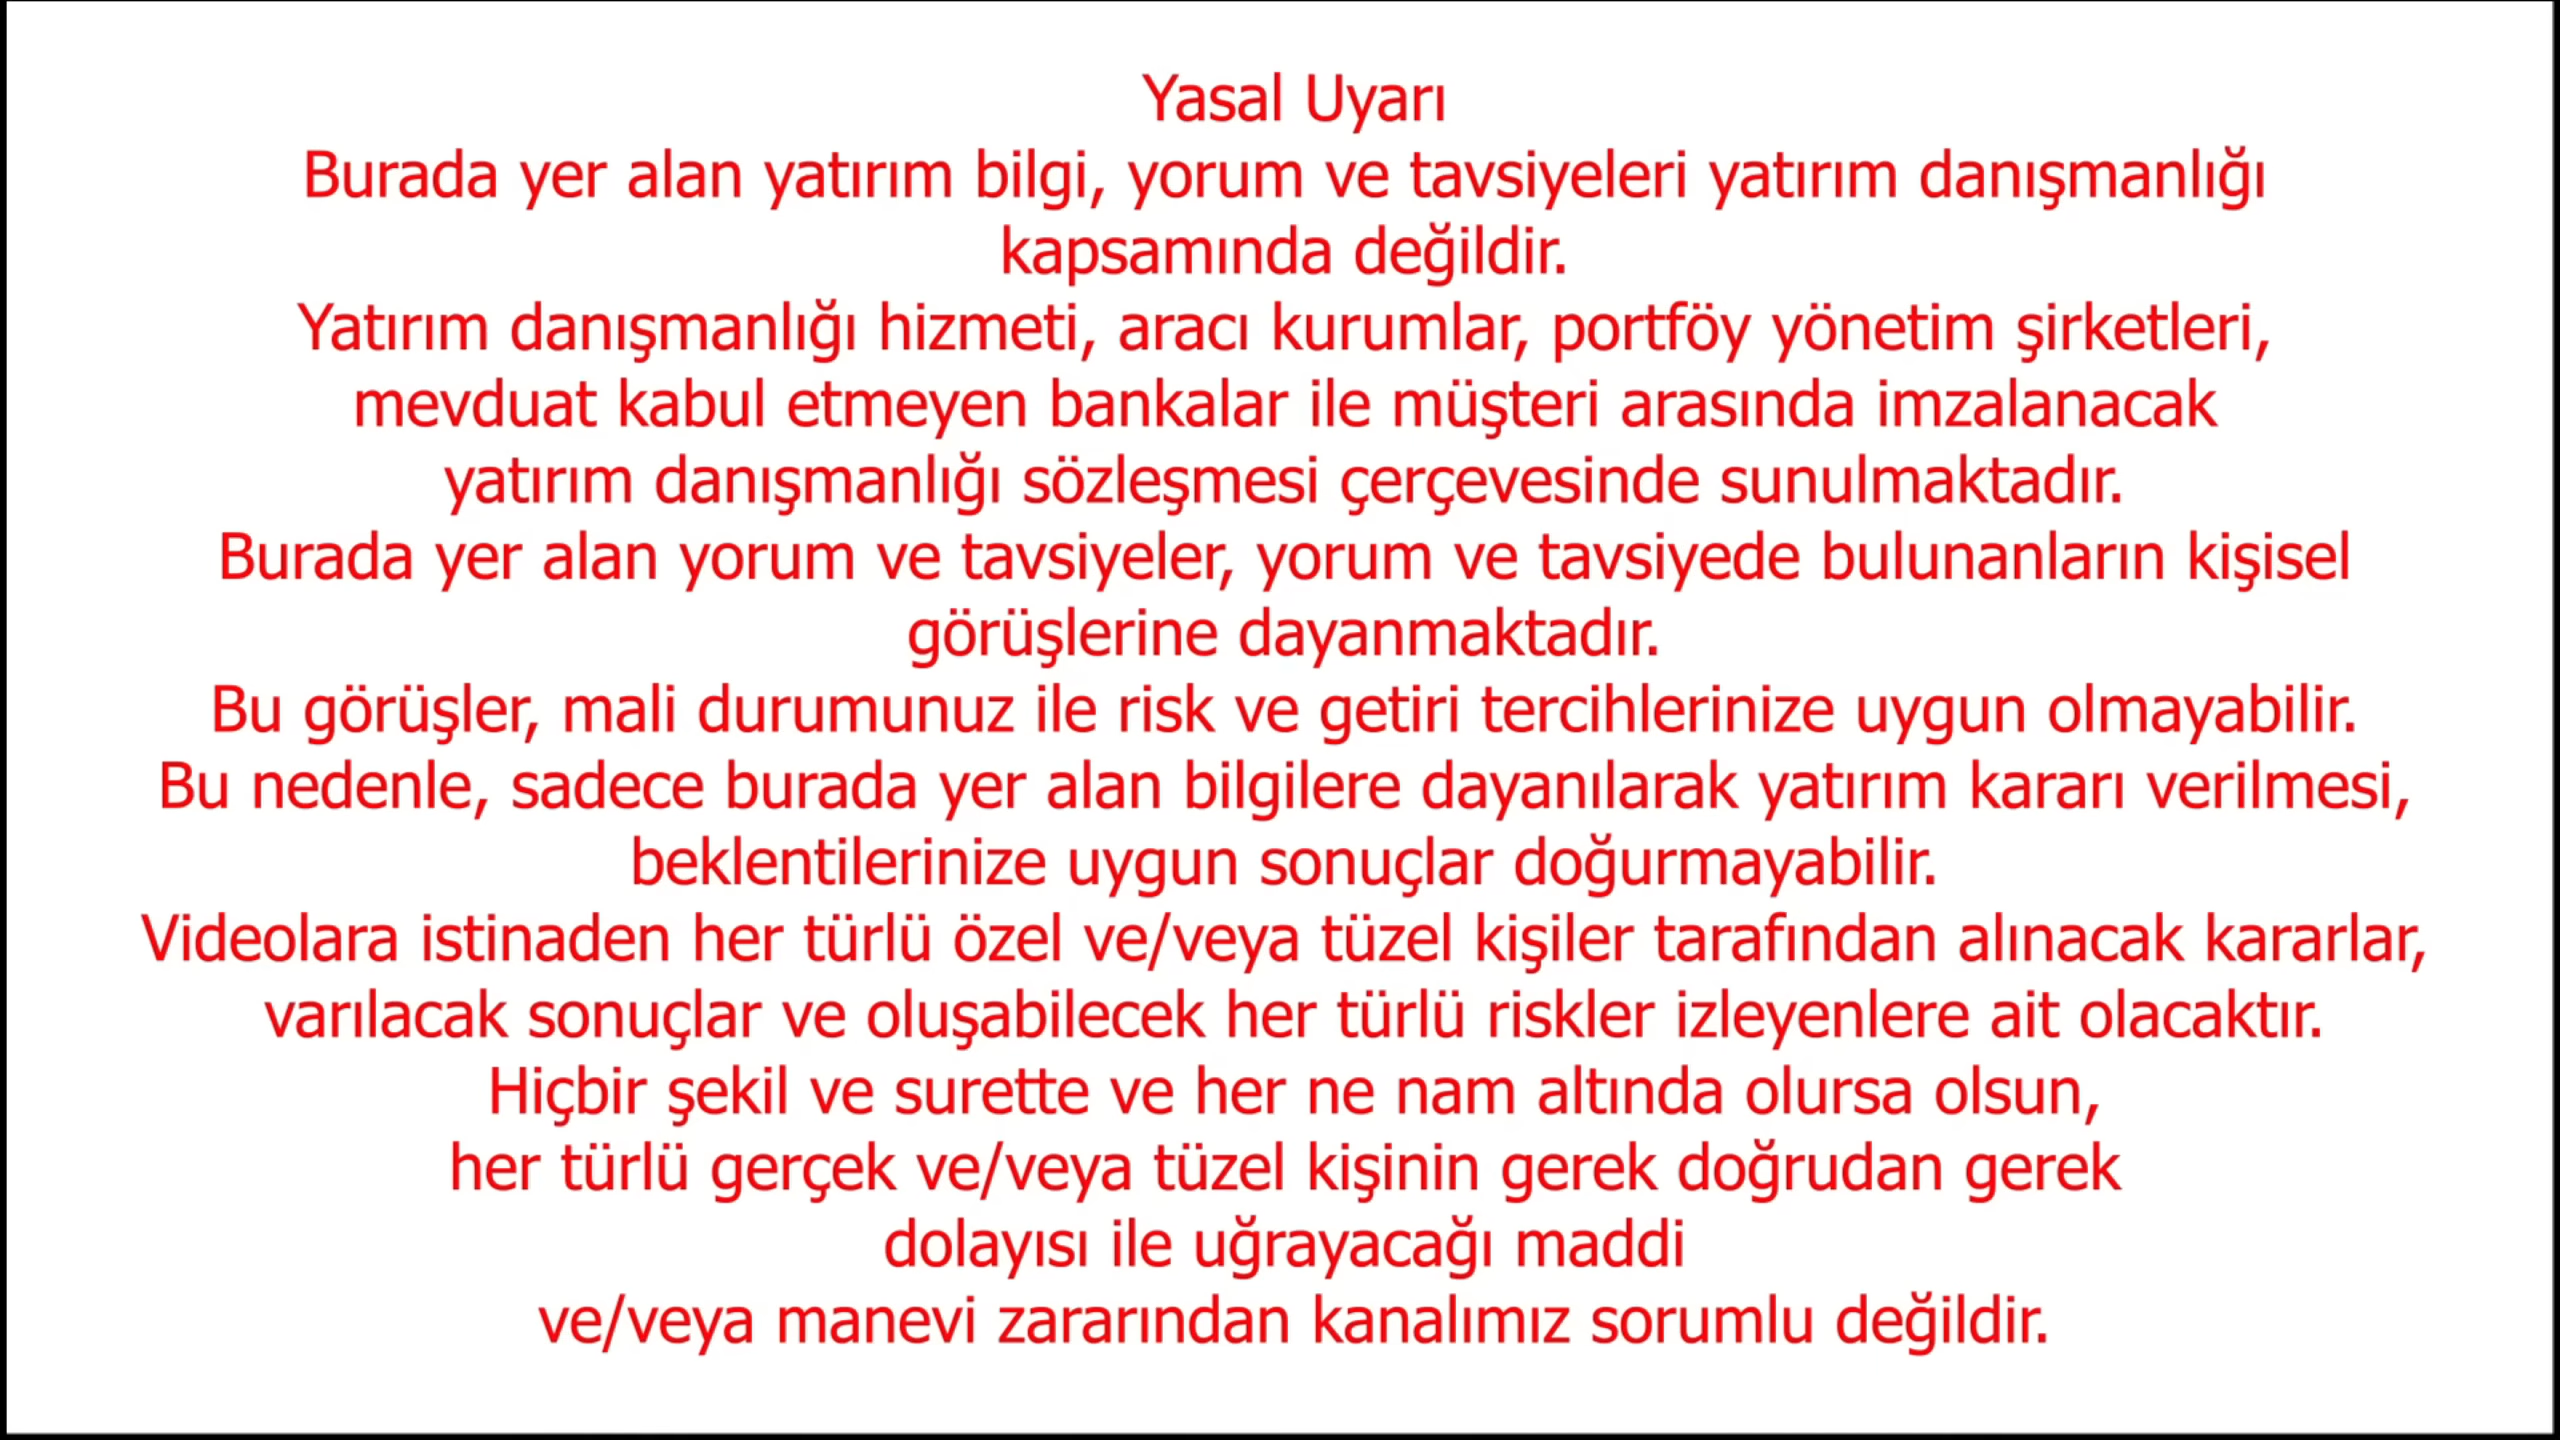 Yasal Uyarı
Burada yer alan yatırım bilgi, yorum ve tavsiyeleri yatırım danışmanlığı
kapsamında değildir.
Yatırım danışmanlığı hizmeti, aracı kurumlar, portföy yönetim şirketleri,
mevduat kabul etmeyen bankalar ile müşteri arasında imzalanacak
yatırım danışmanlığı sözleşmesi çerçevesinde sunulmaktadır.
Burada yer alan yorum ve tavsiyeler, yorum ve tavsiyede bulunanların kişisel
görüşlerine dayanmaktadır.
Bu görüşler, mali durumunuz ile risk ve getiri tercihlerinize uygun olmayabilir.
Bu nedenle, sadece burada yer alan bilgilere dayanılarak yatırım kararı verilmesi,
beklentilerinize uygun sonuçlar doğurmayabilir.
Videolara istinaden her türlü özel ve/veya tüzel kişiler tarafından alınacak kararlar,
varılacak sonuçlar ve oluşabilecek her türlü riskler izleyenlere ait olacaktır.
Hiçbir şekil ve surette ve her ne nam altında olursa olsun,
her türlü gerçek ve/veya tüzel kişinin gerek doğrudan gerek
dolayısı ile uğrayacağı maddi
ve/veya manevi zararından kanalımız sorumlu değildir.